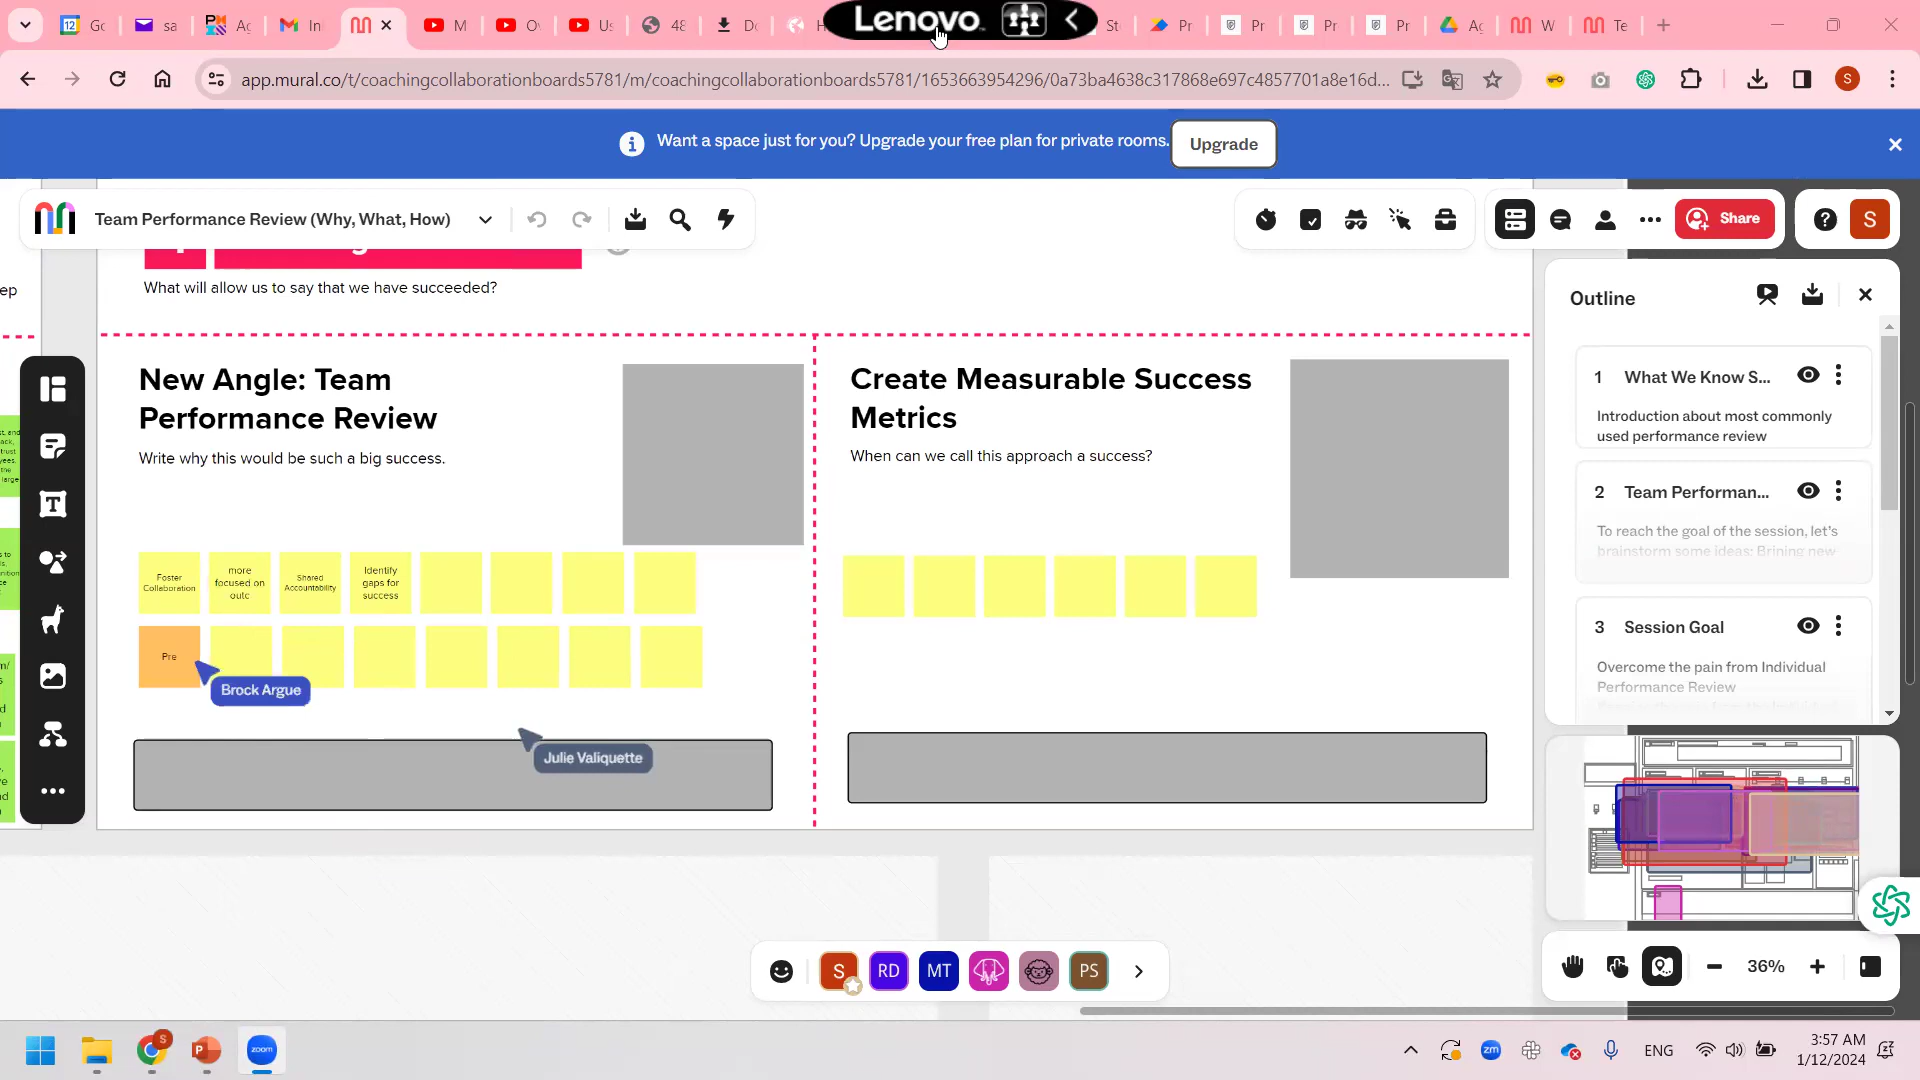 Lenovo
app.mural.co/t/coachingcollaborationboards5781/m/coachingcollaborationboards5781/1653663954296/0a73ba4638c317868e697c4857701a8e16d...
Want a space just for you? Upgrade your free plan for private rooms.
Upgrade
Team Performance Review (Why, What, How)
Share
S
What will allow us to say that we have succeeded?
New Angle: Team
Performance Review
Write why this would be such a big success.
Create Measurable Success
Metrics
When can we call this approach a success?
Foster
Collaboration
more
focused on
outc
Shared
Accountability
Identify
gaps for
success
Pre
Brock Argue
Julie Valiquette
Outline
1 What We Know S...
Introduction about most commonly
used performance review
2 Team Performan...
To reach the goal of the session, let's
brainstorm some ideas: Brining new
3 Session Goal
Overcome the pain from Individual
Performance Review
S
RD
MT
PS
36%
zoom
zm
ENG
3:57 AM
1/12/2024